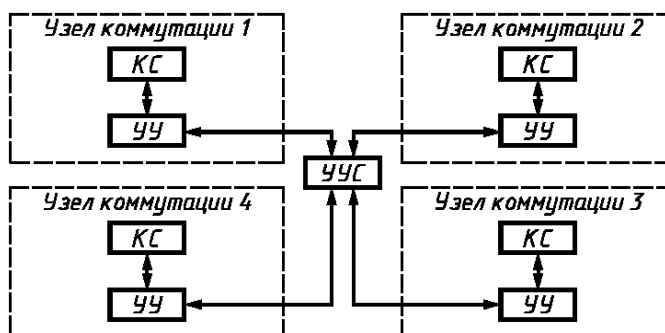 Узел коммутации 1
КС
УУ
Узел коммутации 2
КС
УУ
УУС
Узел коммутации 4
КС
УУ
Узел коммутации 3
КС
УУ